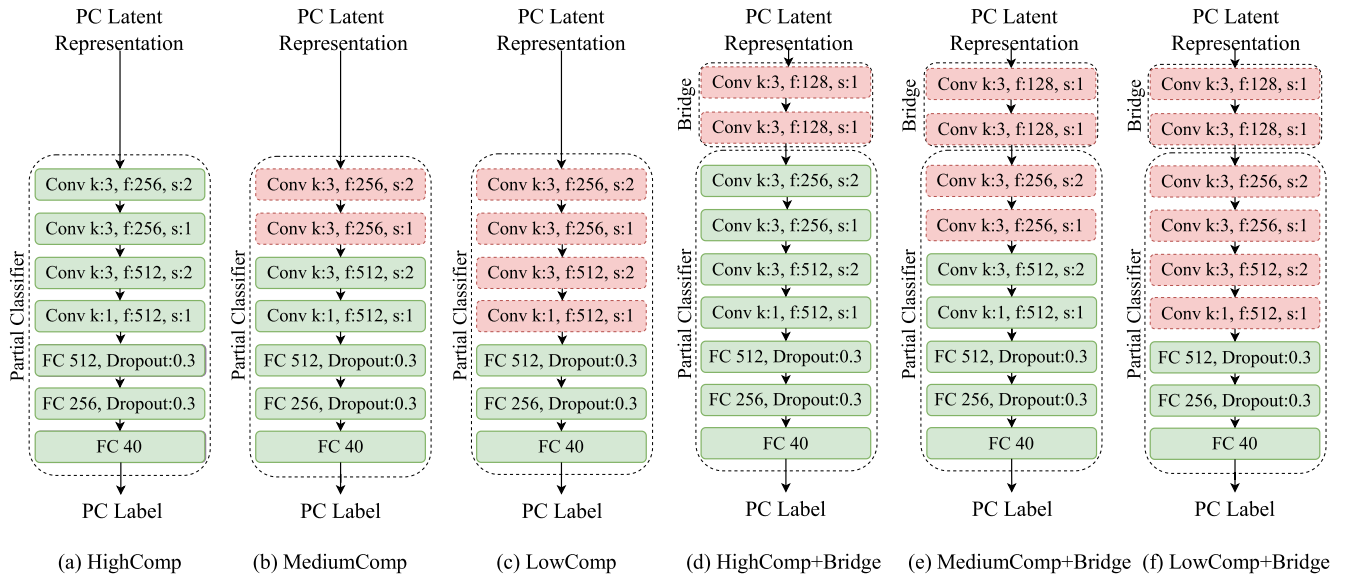 PC Latent
Representation
Conv k:3, f:256, s:2
Conv k:3, f:256, s:1
Conv k:3, f:512, s:2
Conv k:1, f:512, s:1
FC 512, Dropout:0.3
FC 256, Dropout:0.3
FC 40
Partial Classifier
PC Label
(a) HighComp
PC Latent
Representation
Conv k:3, f:256, s:2
Conv k:3, f:256, s:1
Conv k:3, f:512, s:2
Conv k:1, f:512, s:1
FC 512, Dropout:0.3
FC 256, Dropout:0.3
FC 40
Partial Classifier
PC Label
(b) MediumComp
PC Latent
Representation
Conv k:3, f:256, s:2
Conv k:3, f:256, s:1
Conv k:3, f:512, s:2
Conv k:1, f:512, s:1
FC 512, Dropout:0.3
FC 256, Dropout:0.3
FC 40
Partial Classifier
PC Label
(c) LowComp
PC Latent
Representation
Bridge
Conv k:3, f:128, s:1
Conv k:3, f:128, s:1
Conv k:3, f:256, s:2
Conv k:3, f:256, s:1
Conv k:3, f:512, s:2
Conv k:1, f:512, s:1
FC 512, Dropout:0.3
FC 256, Dropout:0.3
FC 40
Partial Classifier
PC Label
(d) HighComp+Bridge
PC Latent
Representation
Bridge
Conv k:3, f:128, s:1
Conv k:3, f:128, s:1
Conv k:3, f:256, s:2
Conv k:3, f:256, s:1
Conv k:3, f:512, s:2
Conv k:1, f:512, s:1
FC 512, Dropout:0.3
FC 256, Dropout:0.3
FC 40
Partial Classifier
PC Label
(e) MediumComp+Bridge
PC Latent
Representation
Bridge
Conv k:3, f:128, s:1
Conv k:3, f:128, s:1
Conv k:3, f:256, s:2
Conv k:3, f:256, s:1
Conv k:3, f:512, s:2
Conv k:1, f:512, s:1
FC 512, Dropout:0.3
FC 256, Dropout:0.3
FC 40
Partial Classifier
PC Label
(f) LowComp+Bridge